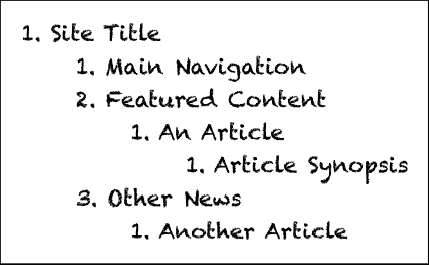 1. Site Title
1. Main Navigation
2. Featured Content
1. An Article
1. Article Synopsis
3. Other News
1. Another Article